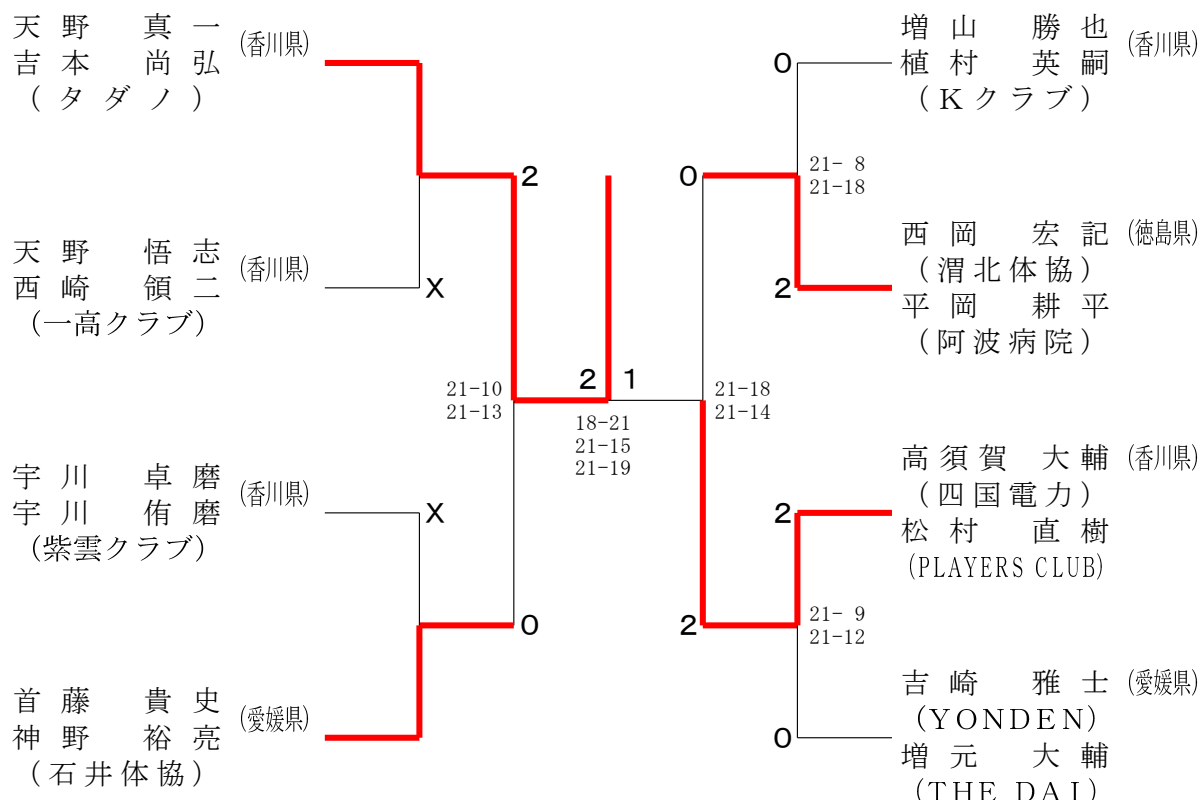 天野　真一
吉本　尚弘
(タダノ)
(香川県)
天野　悟志
西崎　領二
(一高クラブ)
(香川県)
宇川　卓磨
宇川　侑磨
(紫雲クラブ)
(香川県)
首藤　貴史
神野　裕亮
(石井体協)
(愛媛県)
2
X
X
0
21-10
21-13
2 1
18-21
21-15
21-19
0
2
21-18
21-14
0
2
21- 8
21-18
2
0
21- 9
21-12
増山　勝也
植村　英嗣
(Kクラブ)
(香川県)
西岡　宏記
(渭北体協)
平岡　耕平
(阿波病院)
(徳島県)
高須賀 大輔
(四国電力)
松村　直樹
(PLAYERS CLUB)
(香川県)
吉崎　雅士
(YONDEN)
増元　大輔
(THE DAI)
(愛媛県)